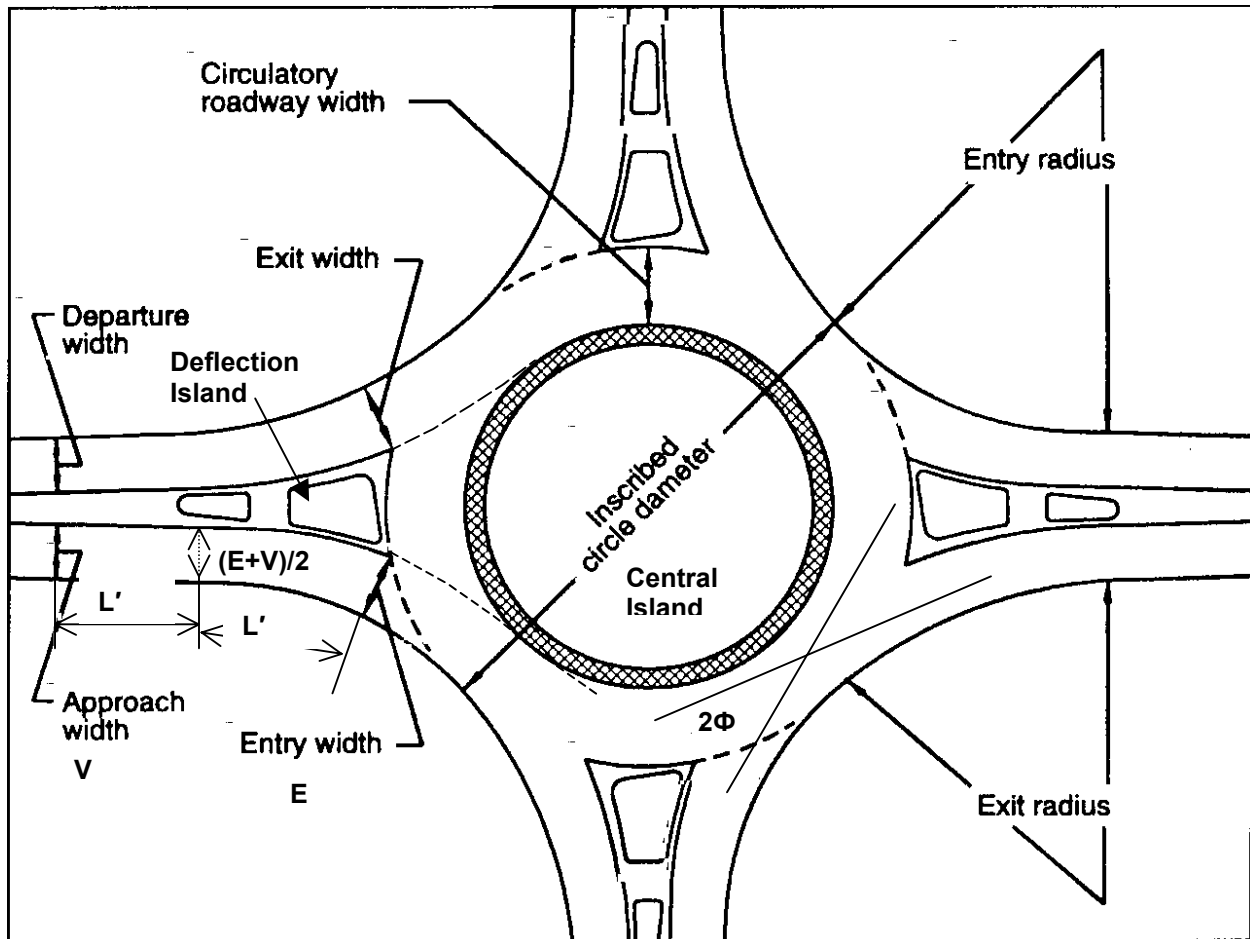 Circulatory
roadway width
Entry radius
Exit width
Departure
width
Deflection
Island
Inscribed
circle dameter
(E+V)/2
Central
Island
L′
L′
Approach
width
V
Entry width
E
2Φ
Exit radius